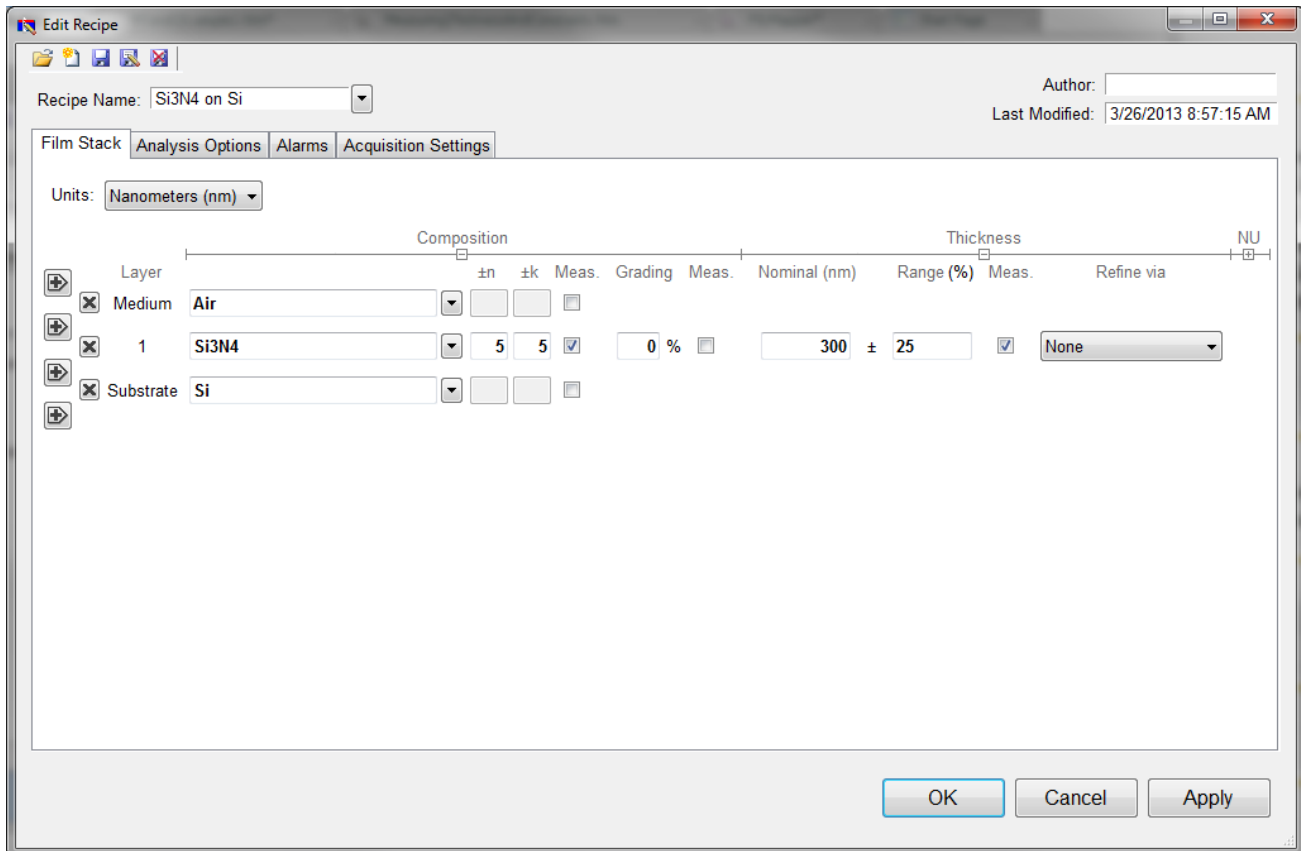 Edit Recipe
Author:
Recipe Name: Si3N4 on Si
Last Modified: 3/26/2013 8:57:15 AM
Film Stack Analysis Options Alarms Acquisition Settings
Units: Nanometers (nm)
Composition Thickness NU
Layer ±n ±k Meas. Grading Meas. Nominal (nm) Range (%) Meas. Refine via
Medium Air
1 Si3N4 5 5 0 % 300 ± 25 None
Substrate Si
OK Cancel Apply